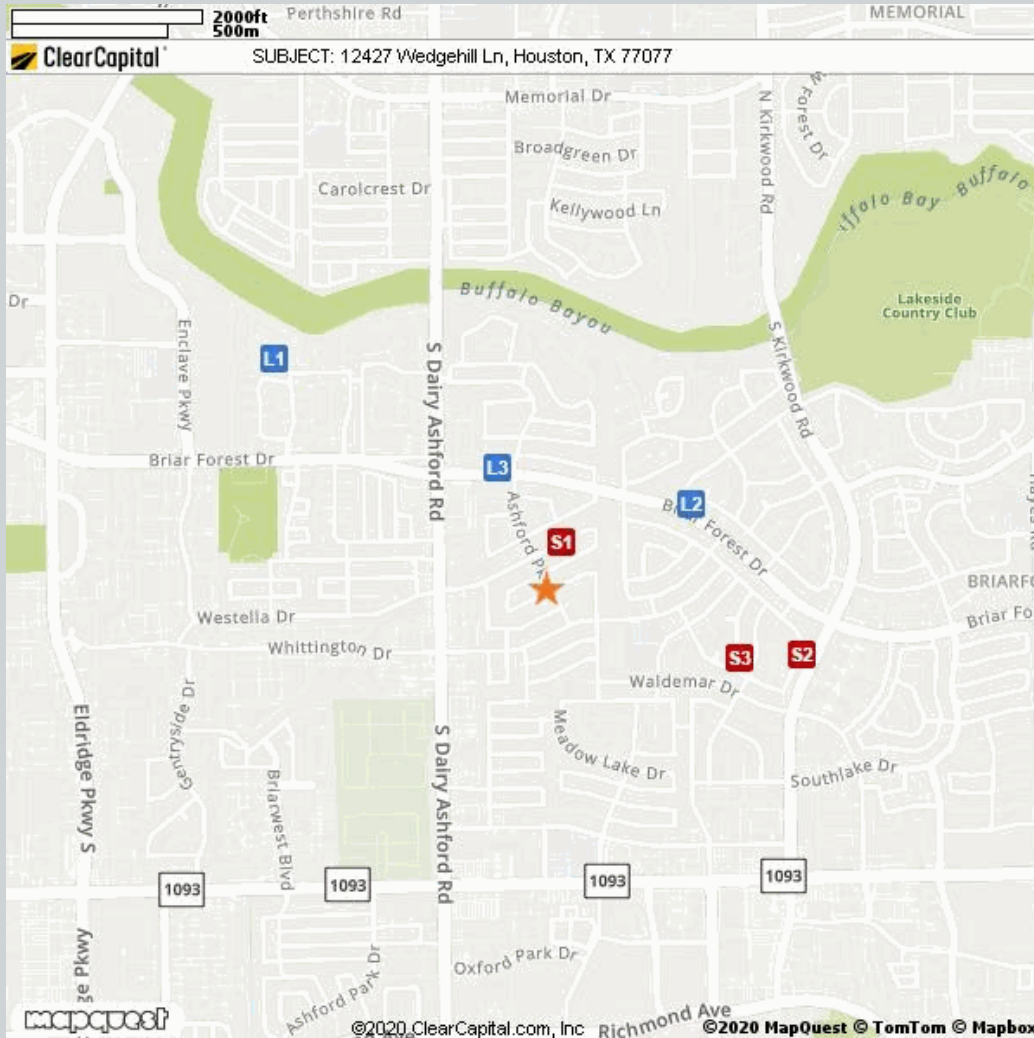 2000ft
500m
Perthshire Rd
MEMORIAL
ClearCapital
SUBJECT: 12427 Wedgehill Ln, Houston, TX 77077
Memorial Dr
N Kirkwood Rd
W Forest Dr
Broadgreen Dr
Carolcrest Dr
Kellywood Ln
Buffalo
ffalo Bay
Dr
Buffalo Bayou
Lakeside
Country Club
Enclave Pkwy
L1
S Dairy Ashford Rd
S Kirkwood Rd
Briar Forest Dr
L3
L2
Ashford Pk
Briar Forest Dr
S1
BRIARFO
Westella Dr
Briar Fo
Whittington Dr
S3
S2
Waldemar Dr
Gentryside Dr
Eldridge Pkwy S
S Dairy Ashford Rd
Meadow Lake Dr
Southlake Dr
Briarwest Blvd
1093
1093
1093
1093
ge Pkwy
Ashford Park Dr
Oxford Park Dr
Richmond Ave
mapquest
©2020 ClearCapital.com, Inc
©2020 MapQuest © TomTom © Mapbox